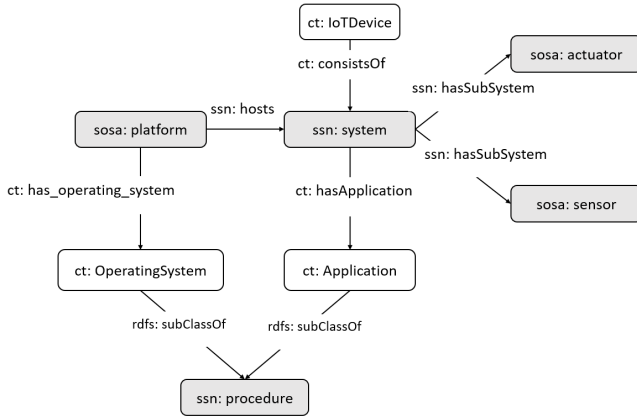 ct: IoTDevice
ct: consistsOf
sosa: actuator
ssn: hasSubSystem
ssn: hosts
sosa: platform
ssn: system
ssn: hasSubSystem
ct: has_operating_system
ct: hasApplication
sosa: sensor
ct: OperatingSystem
ct: Application
rdfs: subClassOf
rdfs: subClassOf
ssn: procedure